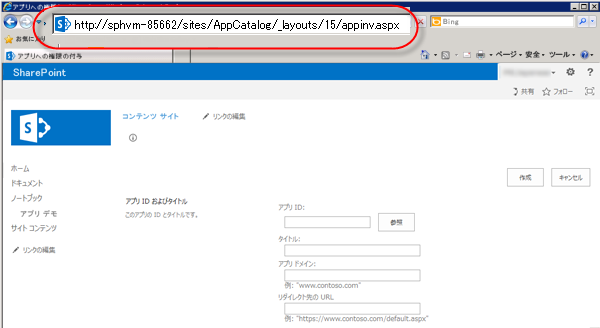 アプリへの権限
http://sphvm-85662/sites/AppCatalog/_layouts/15/appinv.aspx
Bing
お気に入り
アプリへの権限の付与
ページ・ 安全・ ツール・
SharePoint
共有 フォロー
コンテンツ サイト リンクの編集
ホーム
ドキュメント
ノートブック
アプリ デモ
サイト コンテンツ
リンクの編集
作成 キャンセル
アプリ ID およびタイトル
このアプリの ID とタイトルです。
アプリ ID:
参照
タイトル:
アプリ ドメイン:
例: "www.contoso.com"
リダイレクト先の URL
例: "https://www.contoso.com/default.aspx"